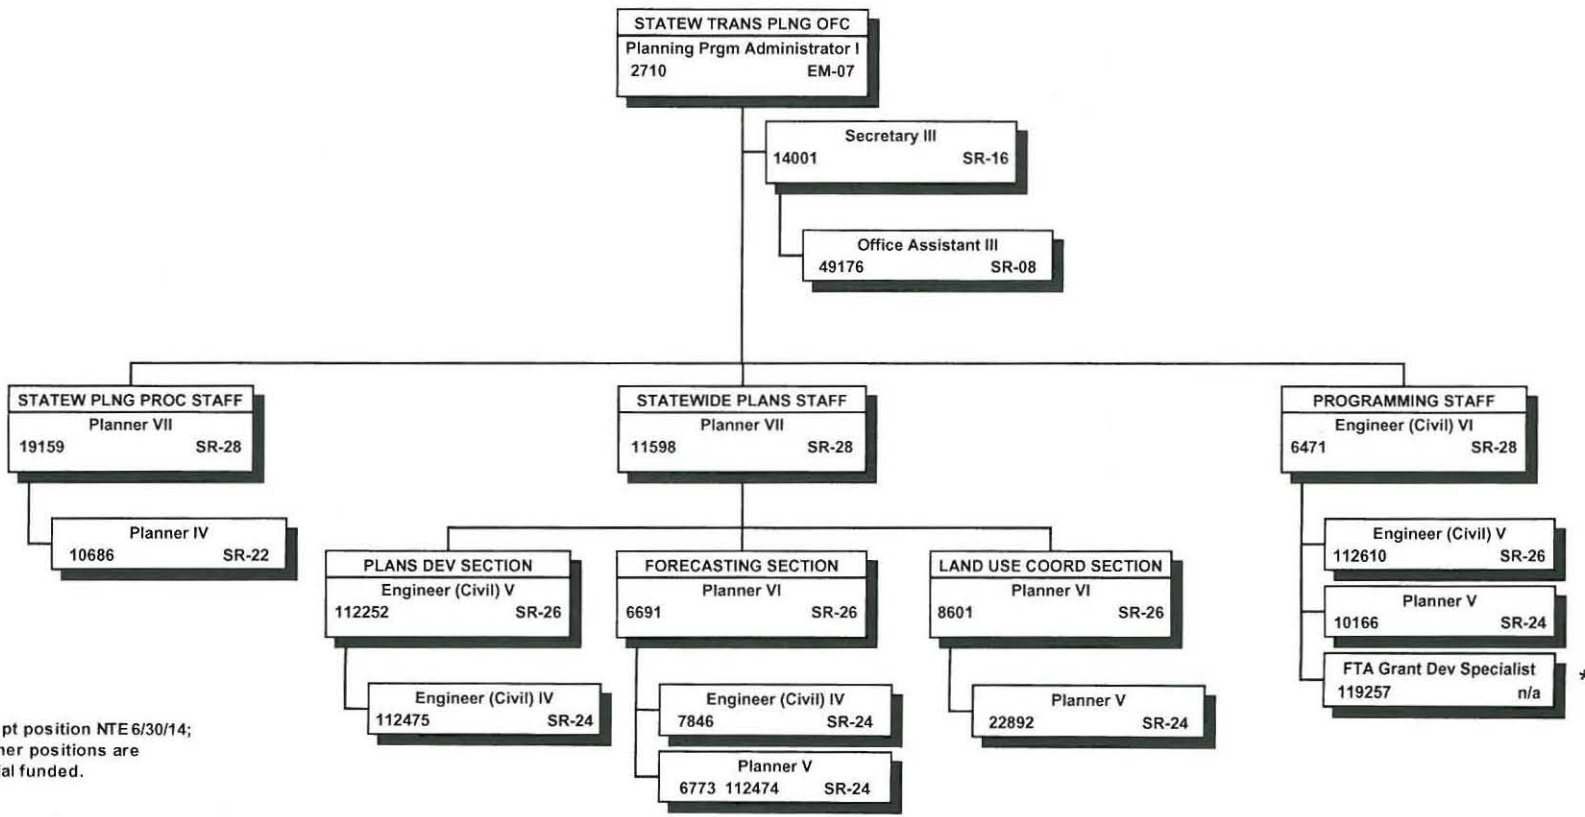 STATEW TRANS PLNG OFC
Planning Prgm Administrator I
2710 EM-07
Secretary III
14001 SR-16
Office Assistant III
49176 SR-08
STATEW PLNG PROC STAFF
Planner VII
19159 SR-28
Planner IV
10686 SR-22
STATEWIDE PLANS STAFF
Planner VII
11598 SR-28
PLANS DEV SECTION
Engineer (Civil) V
112252 SR-26
Engineer (Civil) IV
112475 SR-24
FORECASTING SECTION
Planner VI
6691 SR-26
Engineer (Civil) IV
7846 SR-24
Planner V
6773 112474 SR-24
LAND USE COORD SECTION
Planner VI
8601 SR-26
Planner V
22892 SR-24
PROGRAMMING STAFF
Engineer (Civil) VI
6471 SR-28
Engineer (Civil) V
112610 SR-26
Planner V
10166 SR-24
FTA Grant Dev Specialist *
119257 n/a
pt position NTE 6/30/14;
ner positions are
ial funded.